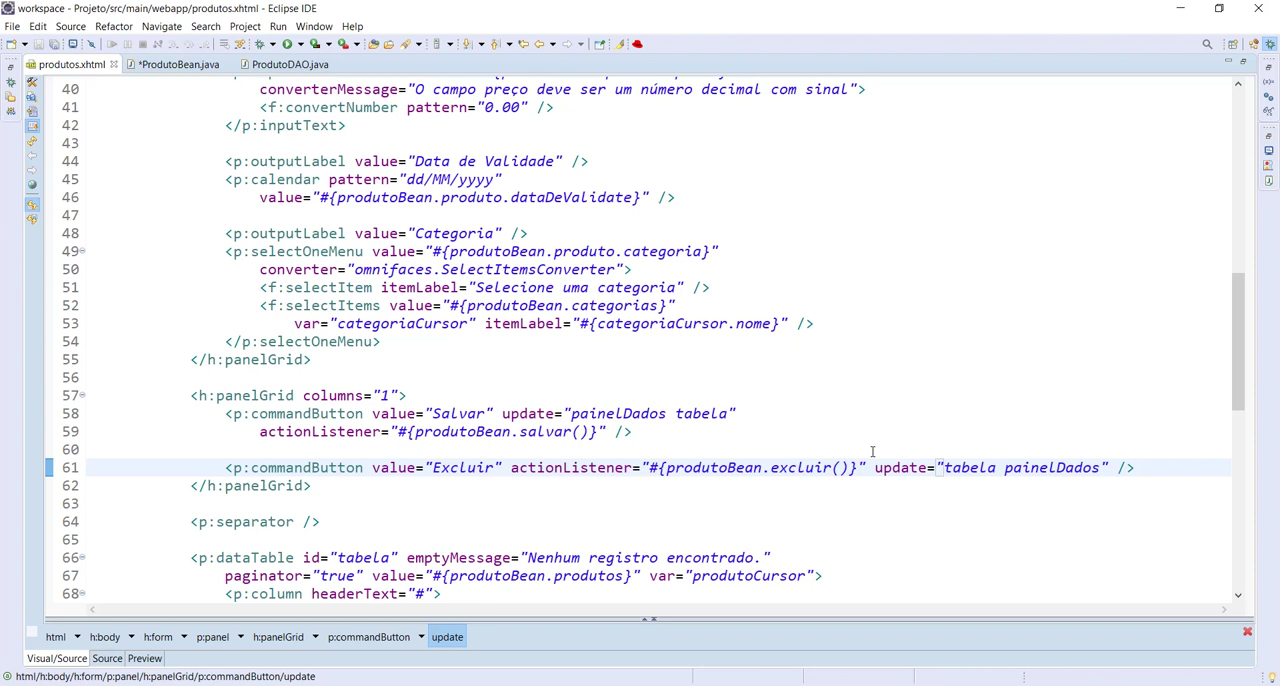 workspace - Projeto/src/main/webapp/produtos.xhtml - Eclipse IDE
File Edit Source Refactor Navigate Search Project Run Window Help
produtos.xhtml *ProdutoBean.java ProdutoDAO.java
40 converterMessage="O campo preço deve ser um número decimal com sinal">
41 <f:convertNumber pattern="0.00" />
42 </p:inputText>
43
44 <p:outputLabel value="Data de Validade" />
45 <p:calendar pattern="dd/MM/yyyy"
46 value="#{produtoBean.produto.dataDeValidate}" />
47
48 <p:outputLabel value="Categoria" />
49 <p:selectOneMenu value="#{produtoBean.produto.categoria}"
50 converter="omnifaces.SelectItemsConverter">
51 <f:selectItem itemLabel="Selecione uma categoria" />
52 <f:selectItems value="#{produtoBean.categorias}"
53 var="categoriaCursor" itemLabel="#{categoriaCursor.nome}" />
54 </p:selectOneMenu>
55 </h:panelGrid>
56
57 <h:panelGrid columns="1">
58 <p:commandButton value="Salvar" update="painelDados tabela"
59 actionListener="#{produtoBean.salvar()}" />
60
61 <p:commandButton value="Excluir" actionListener="#{produtoBean.excluir()}" update="tabela painelDados" />
62 </h:panelGrid>
63
64 <p:separator />
65
66 <p:dataTable id="tabela" emptyMessage="Nenhum registro encontrado."
67 paginator="true" value="#{produtoBean.produtos}" var="produtoCursor">
68 <p:column headerText="#">
html h:body h:form p:panel h:panelGrid p:commandButton update
Visual/Source Source Preview
html/h:body/h:form/p:panel/h:panelGrid/p:commandButton/update